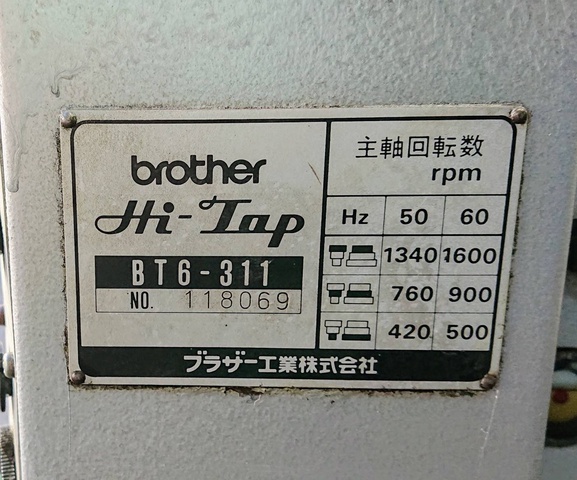 brother
Hi-Tap
BT6-311
NO. 118069
主軸回転数
rpm
Hz 50 60
1340 1600
760 900
420 500
ブラザー工業株式会社